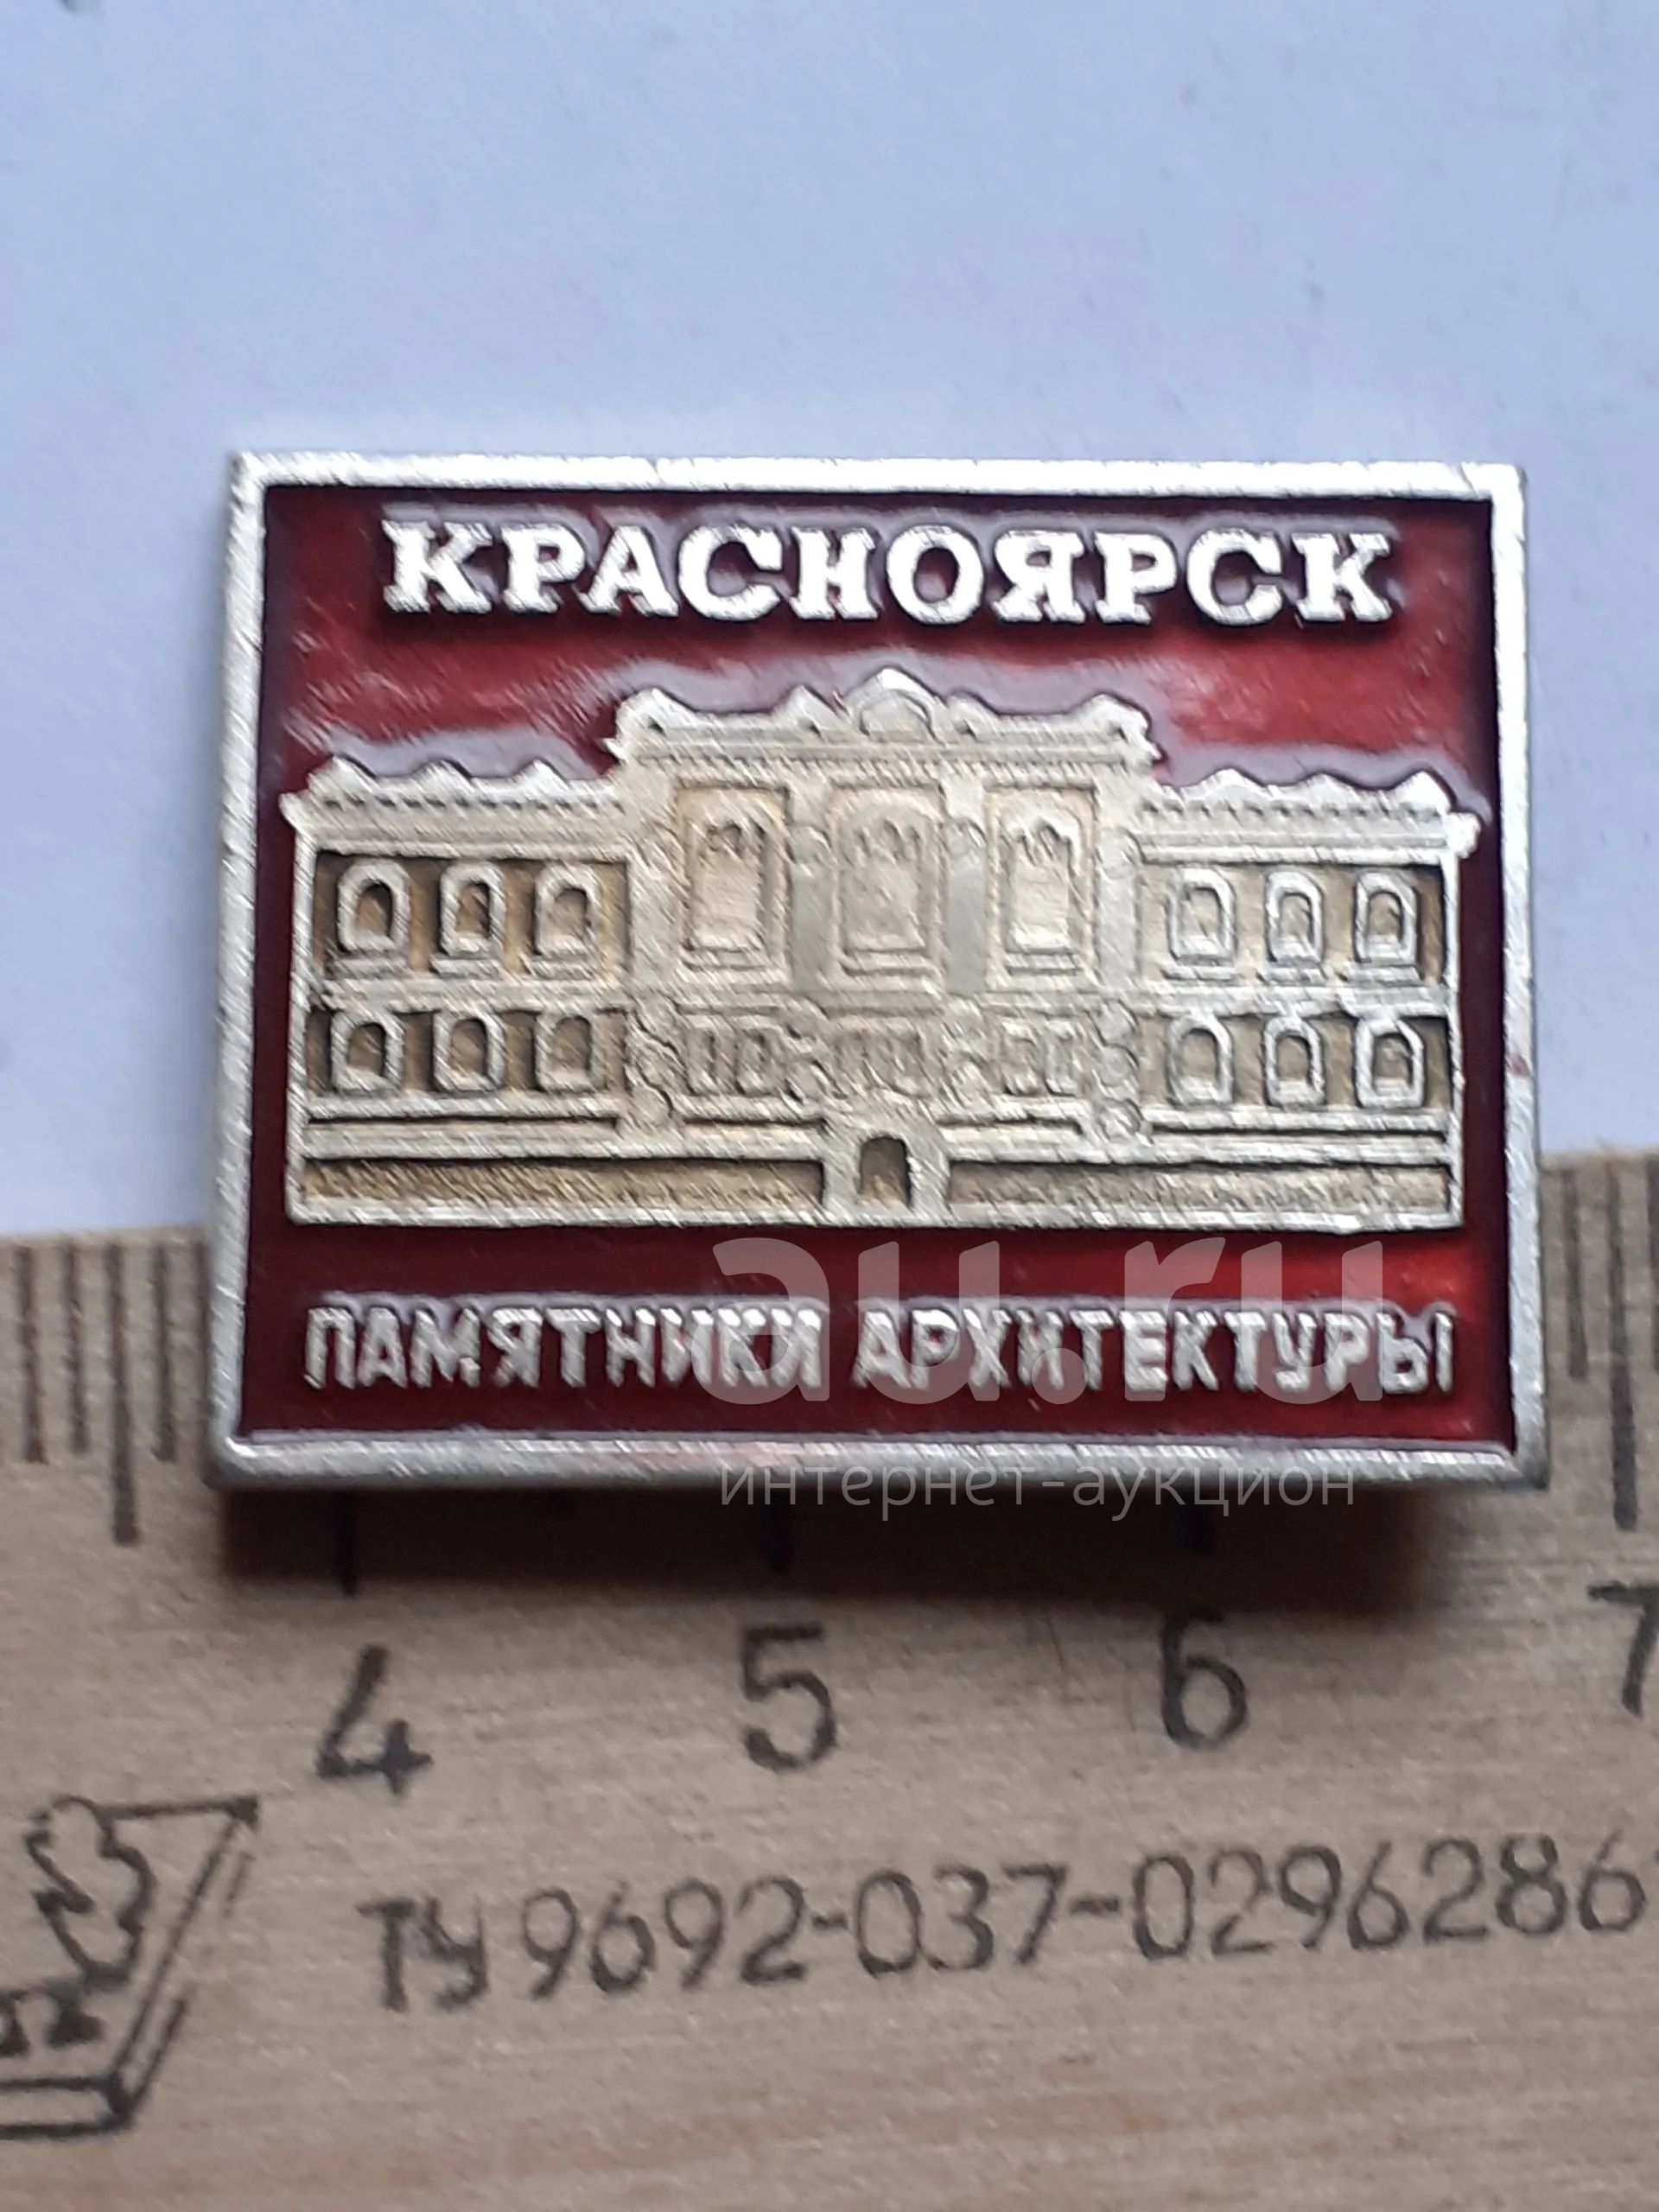 КРАСНОЯРСК
ПАМЯТНИКИ АРХИТЕКТУРЫ
au.ru
интернет-аукцион
4 5 6 7
ТУ 9692-037-0296286